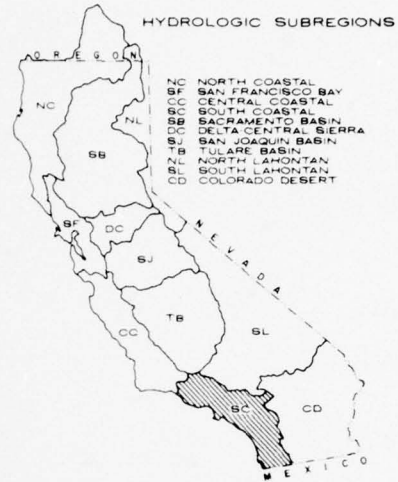 HYDROLOGIC SUBREGIONS
OREGON
NC NORTH COASTAL
SF SAN FRANCISCO BAY
CC CENTRAL COASTAL
SC SOUTH COASTAL
SB SACRAMENTO BASIN
DC DELTA-CENTRAL SIERRA
SJ SAN JOAQUIN BASIN
TB TULARE BASIN
NL NORTH LAHONTAN
SL SOUTH LAHONTAN
CD COLORADO DESERT
NC
NL
SB
SF
DC
NEVADA
SJ
CC
TB
SL
SC
CD
MEXICO